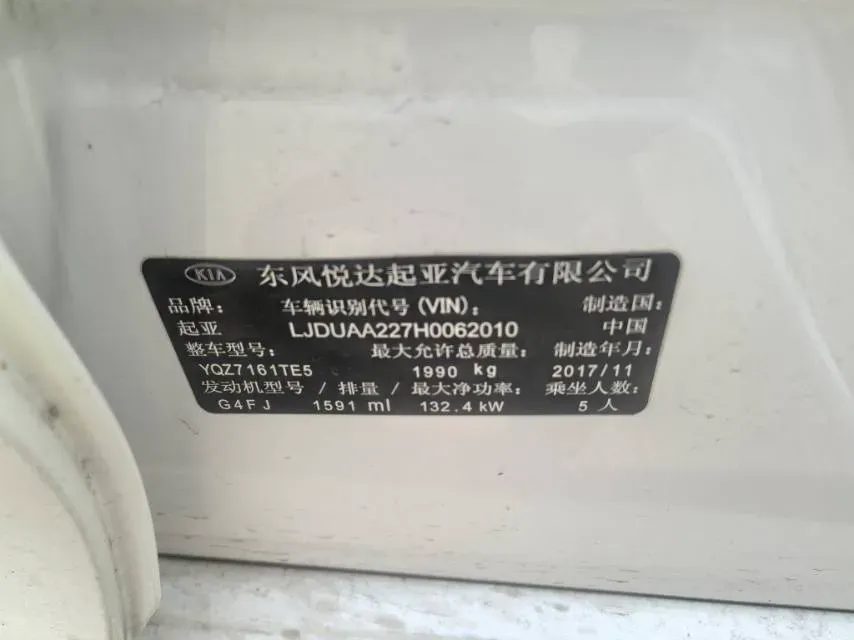 KIA 东风悦达起亚汽车有限公司
品牌： 车辆识别代号(VIN)： 制造国：
起亚 LJDUAA227H0062010 中国
整车型号： 最大允许总质量： 制造年月：
YQZ7161TE5 1990 kg 2017/11
发动机型号/排量/最大净功率： 乘坐人数：
G4FJ 1591 ml 132.4 kW 5 人